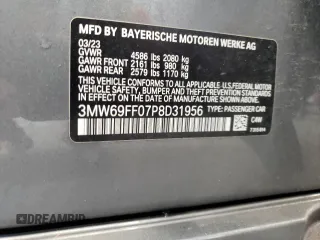 MFD BY BAYERISCHE MOTOREN WERKE AG
03/23
GVWR 4586 lbs 2080 kg
GAWR FRONT 2161 lbs 980 kg
GAWR REAR 2579 lbs 1170 kg
THIS VEHICLE CONFORMS TO ALL APPLICABLE
FEDERAL MOTOR VEHICLE SAFETY, BUMPER,
AND THEFT PREVENTION STANDARDS IN EFFECT
ON THE DATE OF MANUFACTURE SHOWN ABOVE.
3MW69FF07P8D31956
TYPE: PASSENGER CAR
C4W
DREAMBID